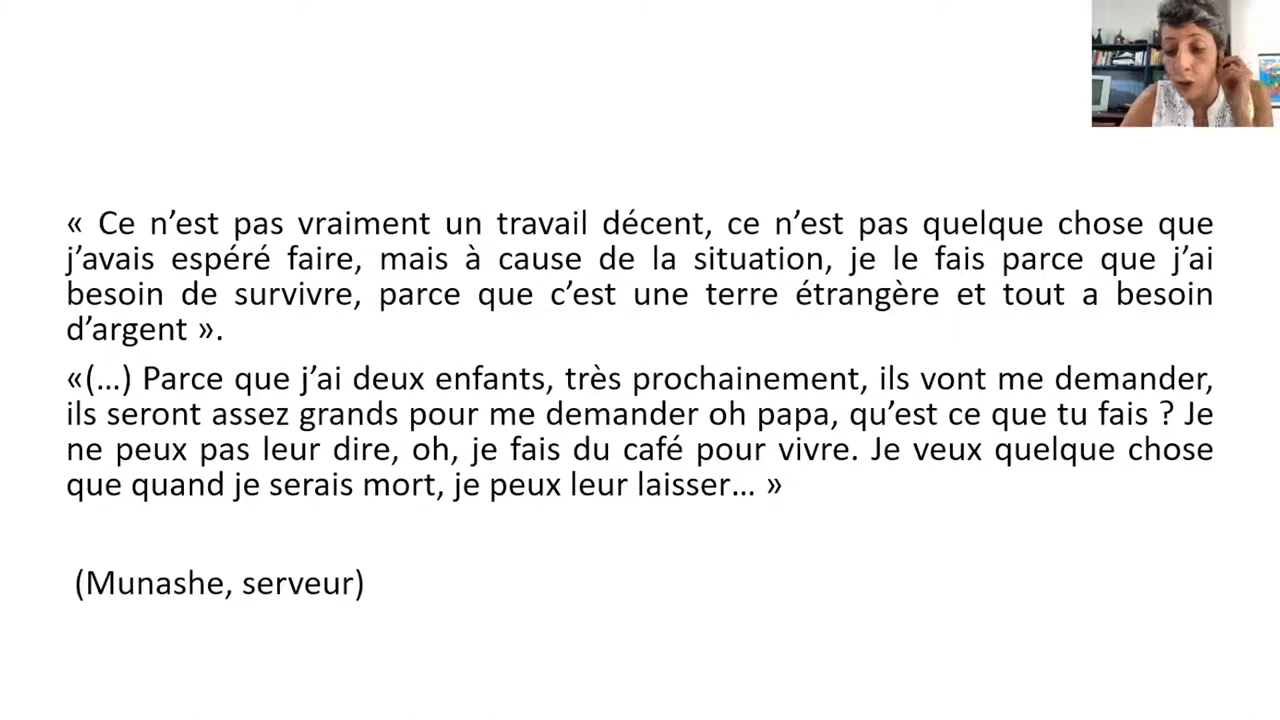 « Ce n’est pas vraiment un travail décent, ce n’est pas quelque chose que
j’avais espéré faire, mais à cause de la situation, je le fais parce que j’ai
besoin de survivre, parce que c’est une terre étrangère et tout a besoin
d’argent ».
«(…) Parce que j’ai deux enfants, très prochainement, ils vont me demander,
ils seront assez grands pour me demander oh papa, qu’est ce que tu fais ? Je
ne peux pas leur dire, oh, je fais du café pour vivre. Je veux quelque chose
que quand je serais mort, je peux leur laisser… »
(Munashe, serveur)